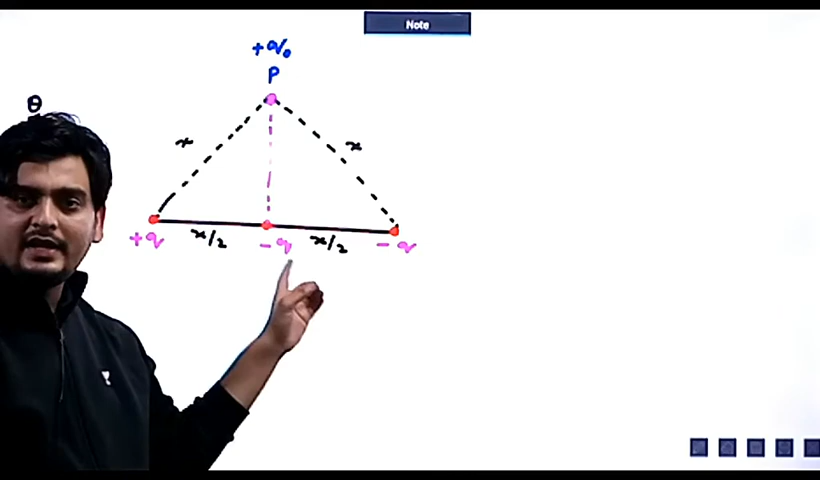 Note
+q₀
P
θ
x x
x/2 x/2
+q -q -q